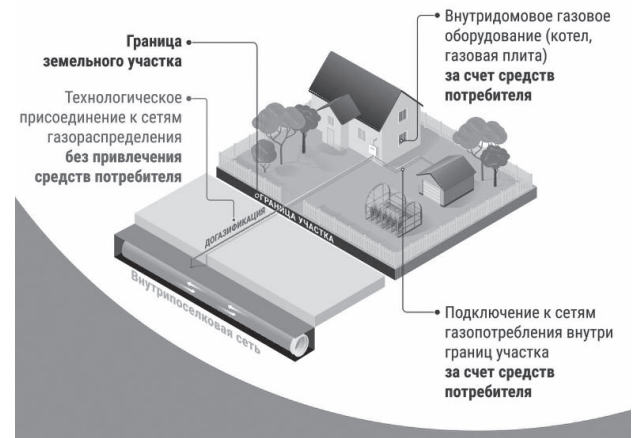 Граница
земельного участка
Технологическое
присоединение к сетям
газораспределения
без привлечения
средств потребителя
Внутридомовое газовое
оборудование (котел,
газовая плита)
за счет средств
потребителя
ГРАНИЦА УЧАСТКА
ДОГАЗИФИКАЦИЯ
Внутрипоселковая сеть
Подключение к сетям
газопотребления внутри
границ участка
за счет средств
потребителя